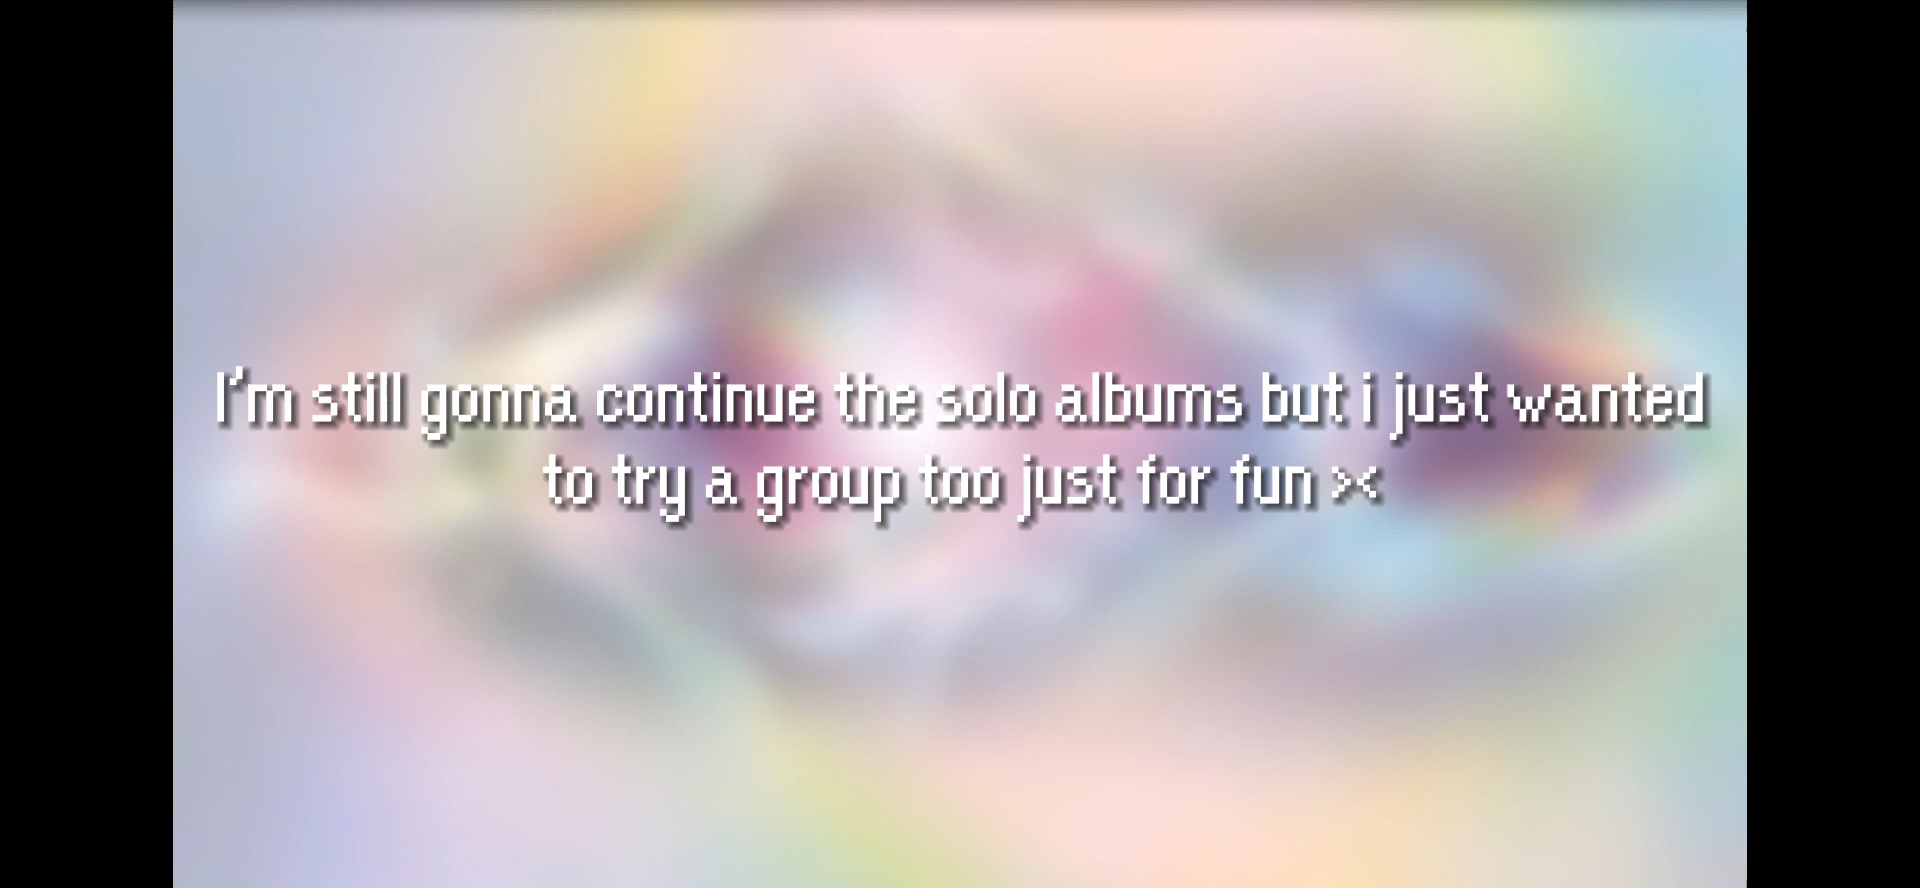 I'm still gonna continue the solo albums but i just wanted
to try a group too just for fun ><